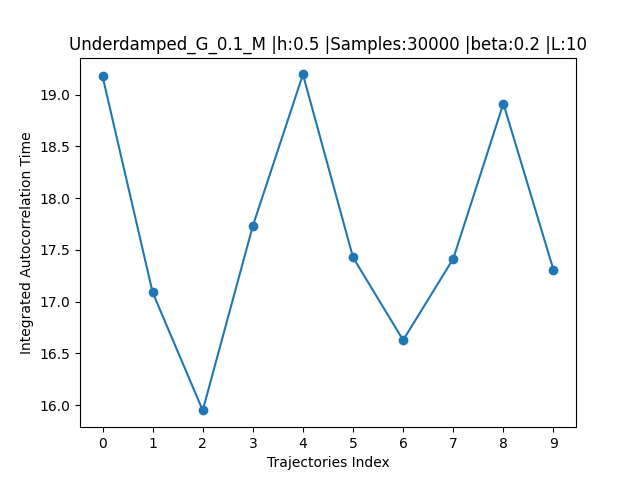 Underdamped_G_0.1_M |h:0.5 |Samples:30000 |beta:0.2 |L:10
Integrated Autocorrelation Time
19.0
18.5
18.0
17.5
17.0
16.5
16.0
0 1 2 3 4 5 6 7 8 9
Trajectories Index